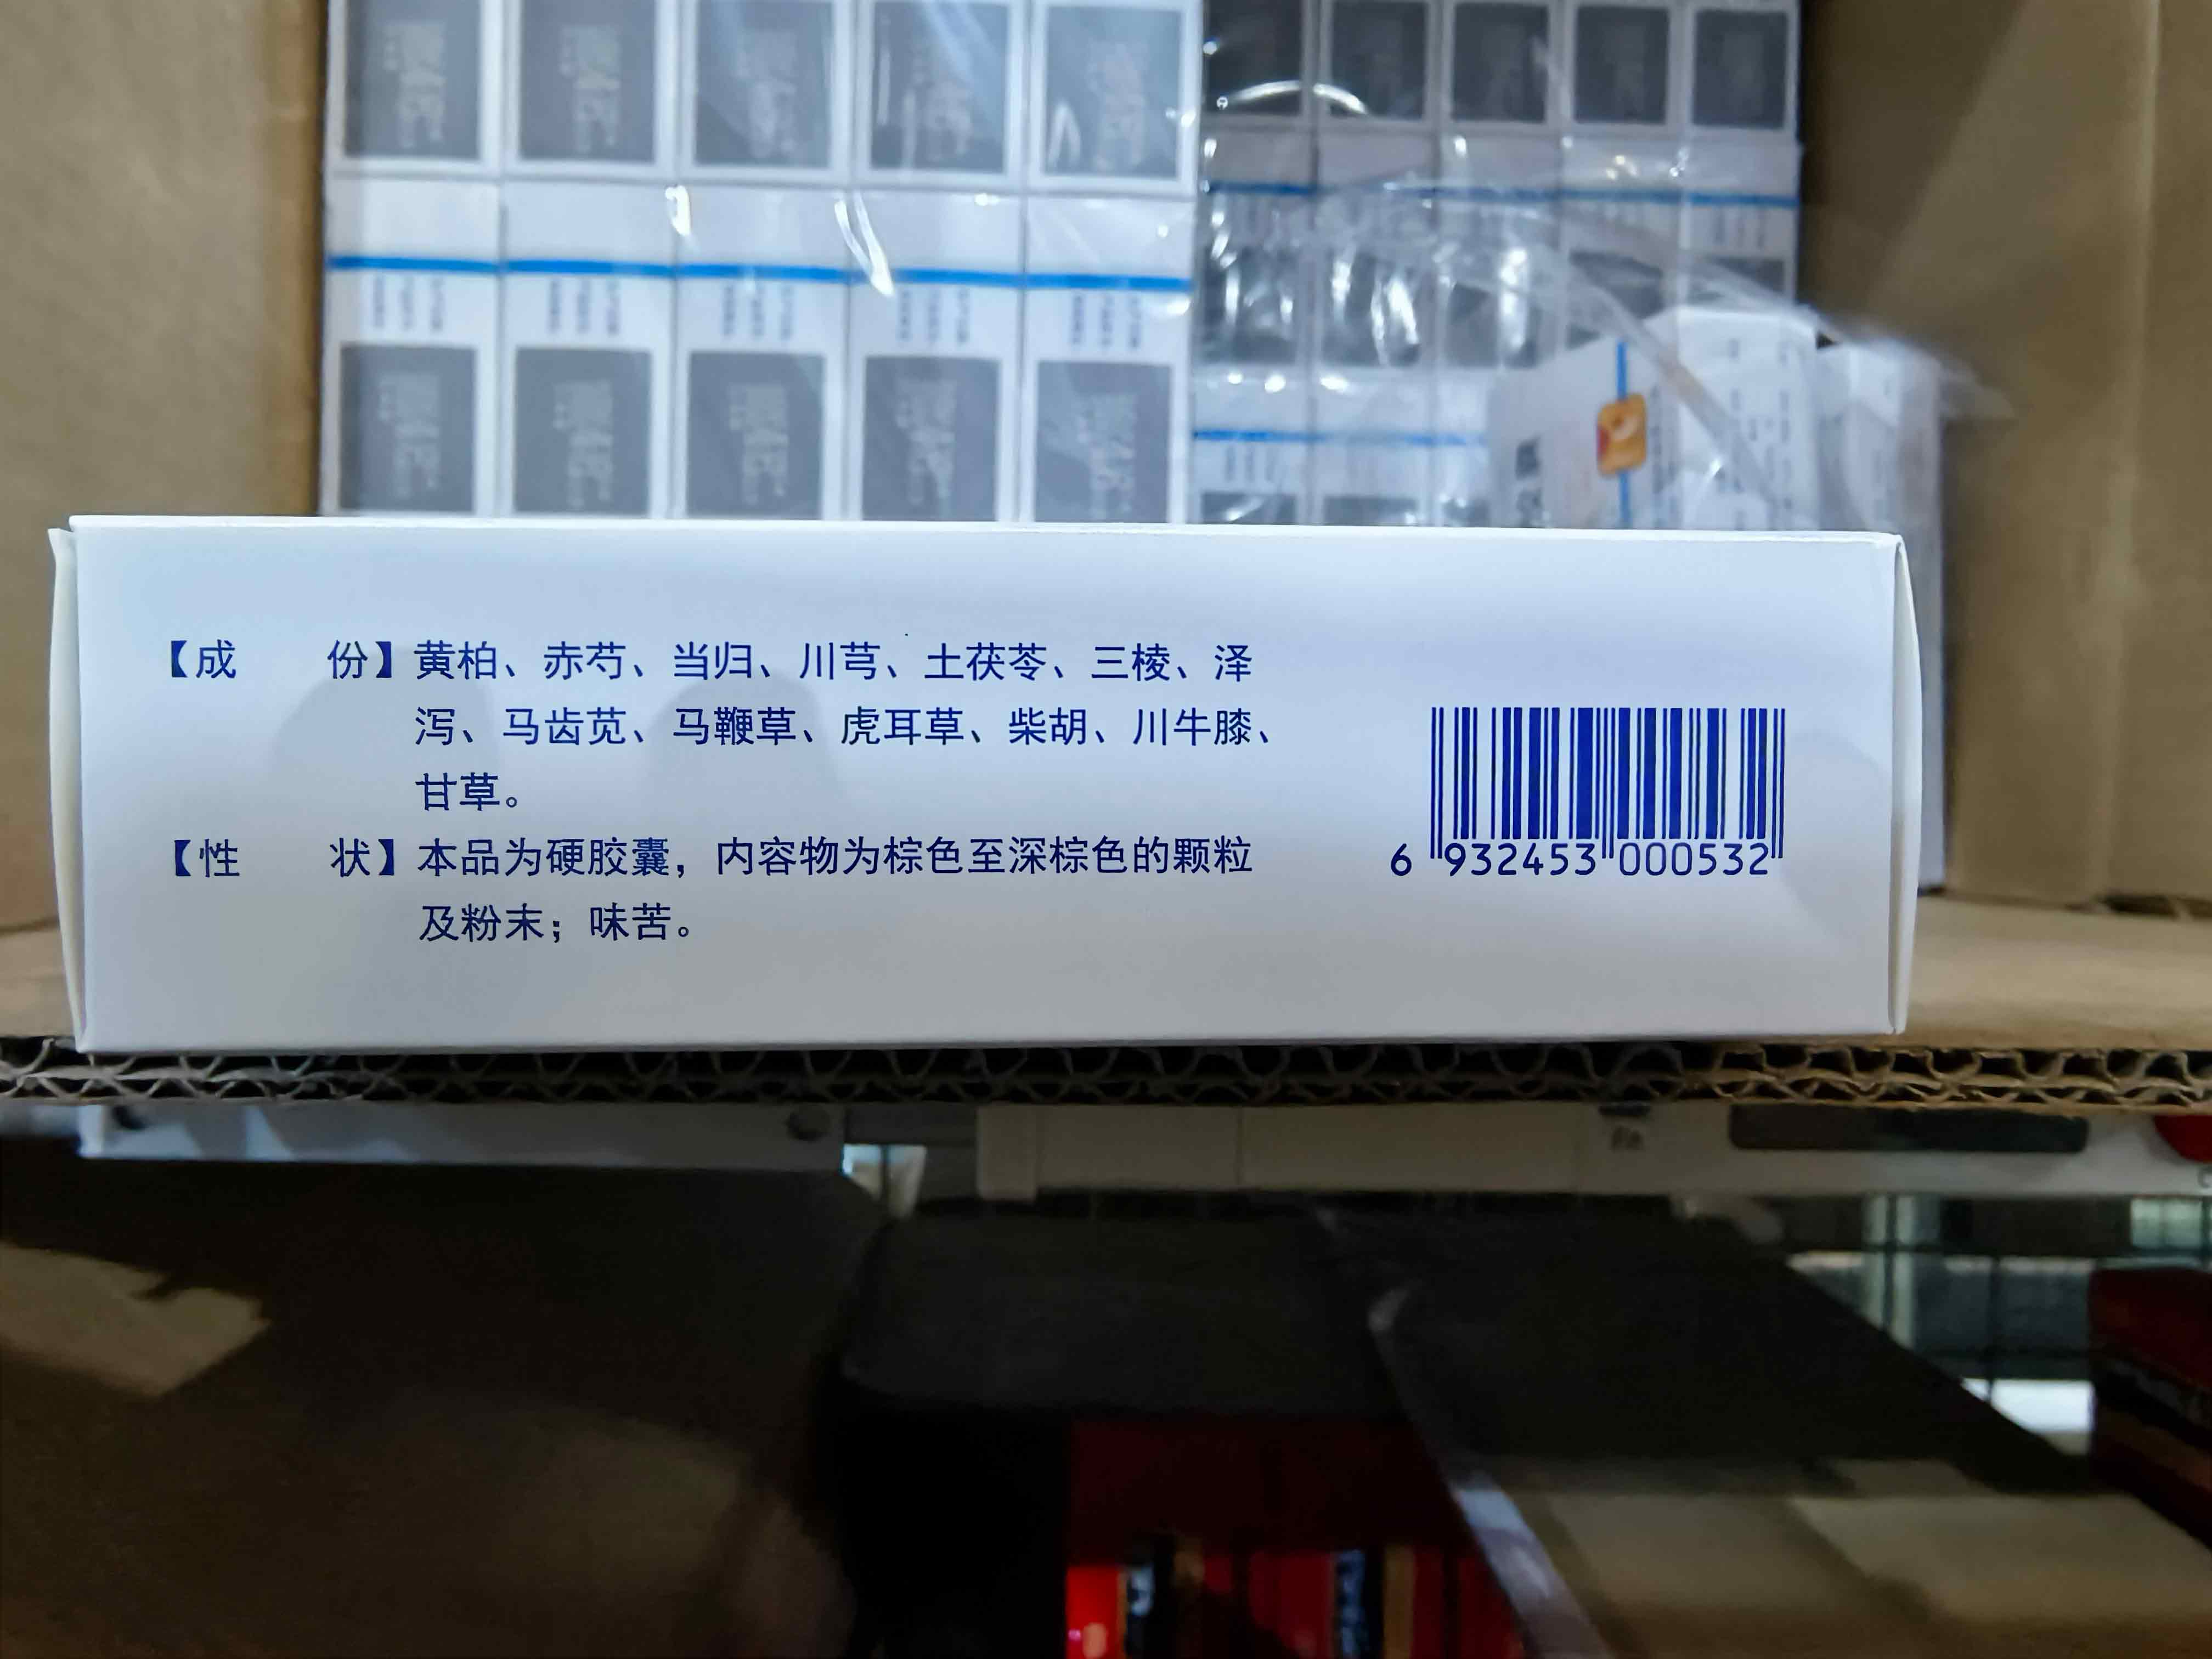 【成　　份】黄柏、赤芍、当归、川芎、土茯苓、三棱、泽
泻、马齿苋、马鞭草、虎耳草、柴胡、川牛膝、
甘草。
【性　　状】本品为硬胶囊，内容物为棕色至深棕色的颗粒
及粉末；味苦。
6 932453 000532